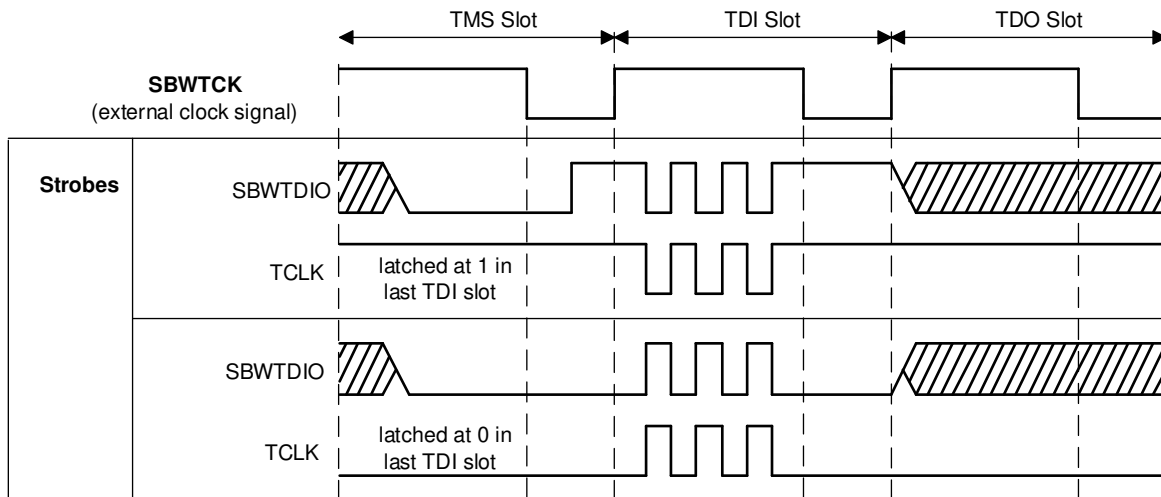 TMS Slot
TDI Slot
TDO Slot
SBWTCK
(external clock signal)
Strobes
SBWTDIO
TCLK
latched at 1 in
last TDI slot
SBWTDIO
TCLK
latched at 0 in
last TDI slot